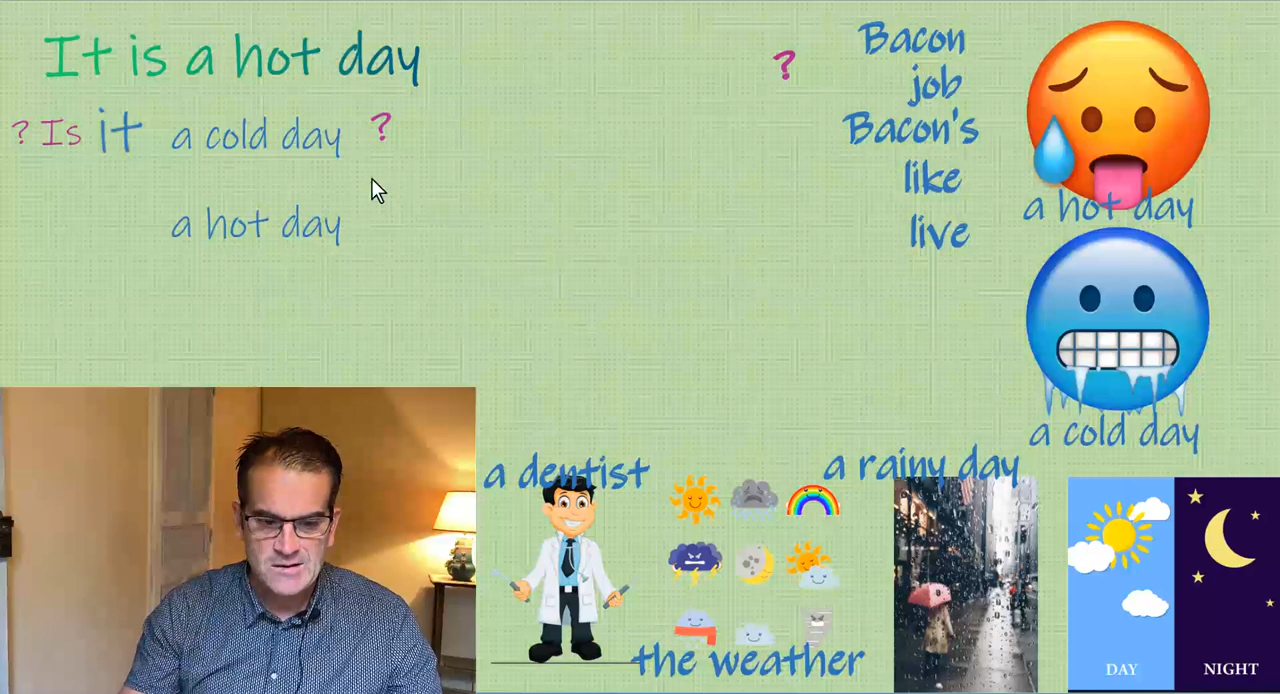 It is a hot day
? Is it a cold day ?
a hot day
?
Bacon
job
Bacon's
like
live
a hot day
a cold day
a dentist
the weather
a rainy day
DAY
NIGHT